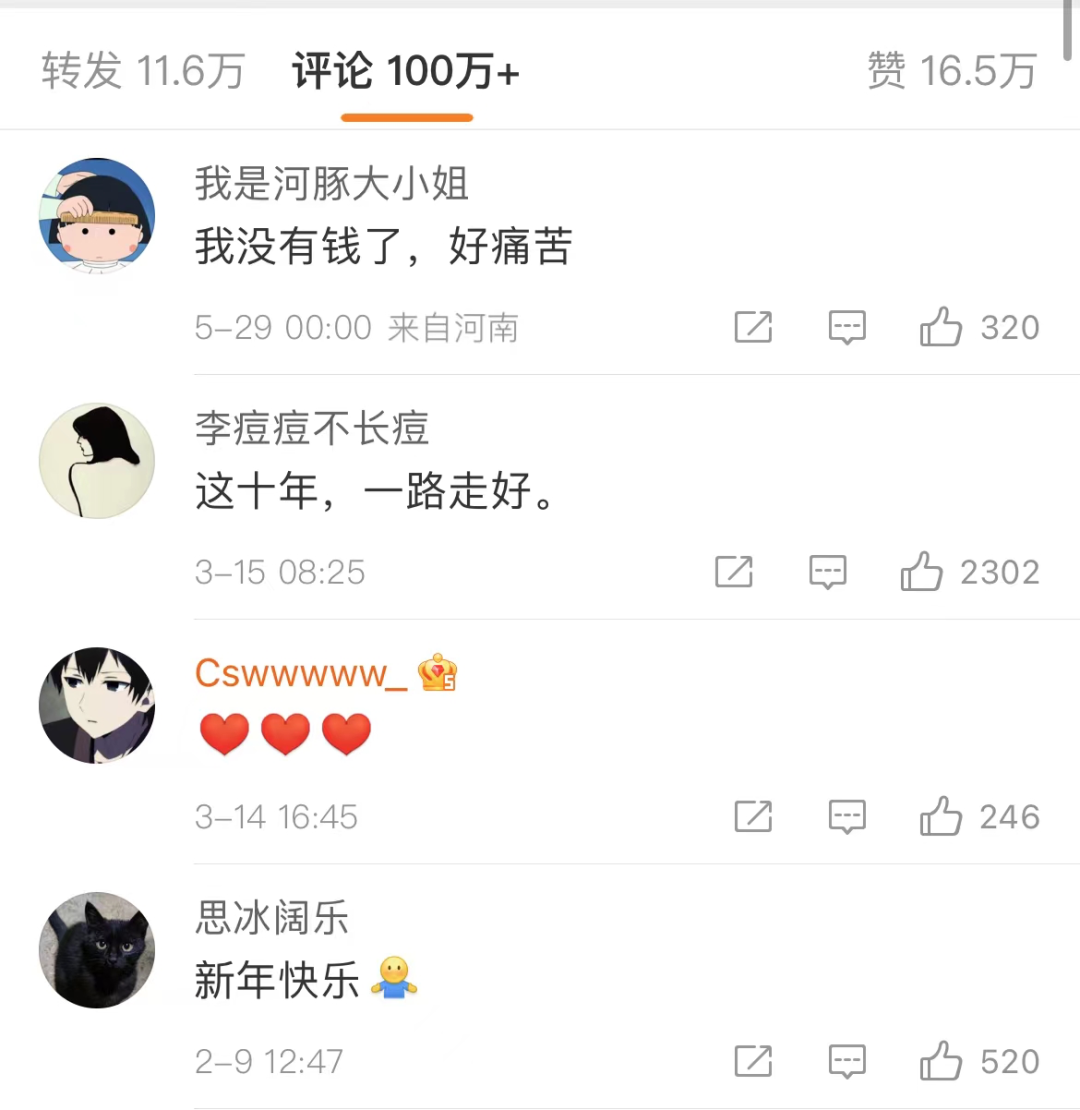 转发 11.6万 评论 100万+ 赞 16.5万
我是河豚大小姐
我没有钱了，好痛苦
5-29 00:00 来自河南 320
李痘痘不长痘
这十年，一路走好。
3-15 08:25 2302
Cswwwww_ 5
❤️❤️❤️
3-14 16:45 246
思冰阔乐
新年快乐🤷
2-9 12:47 520